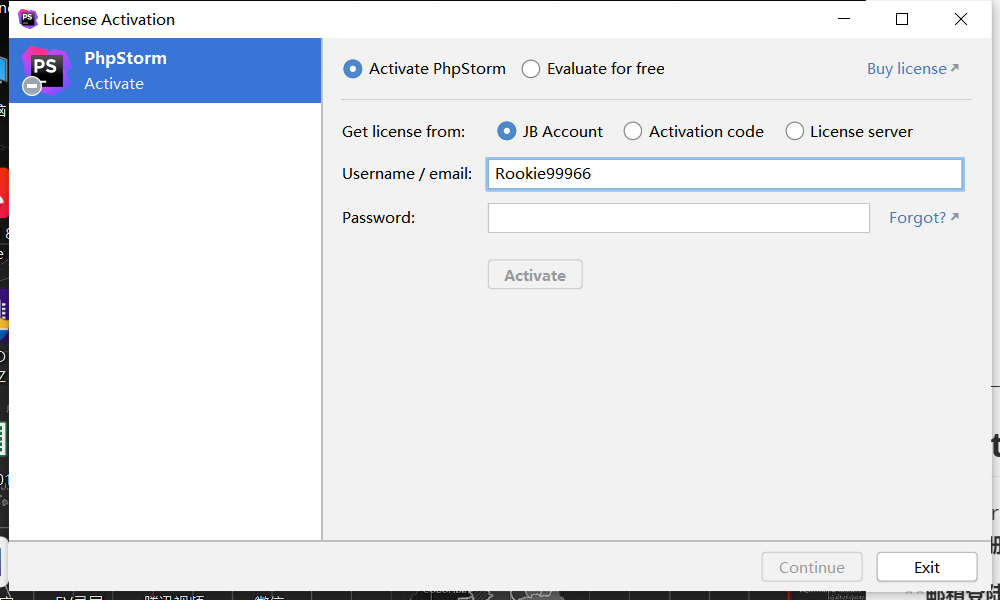 License Activation
PS
PhpStorm
Activate
Activate PhpStorm Evaluate for free Buy license
Get license from: JB Account Activation code License server
Username / email: Rookie99966
Password: Forgot?
Activate
Continue Exit